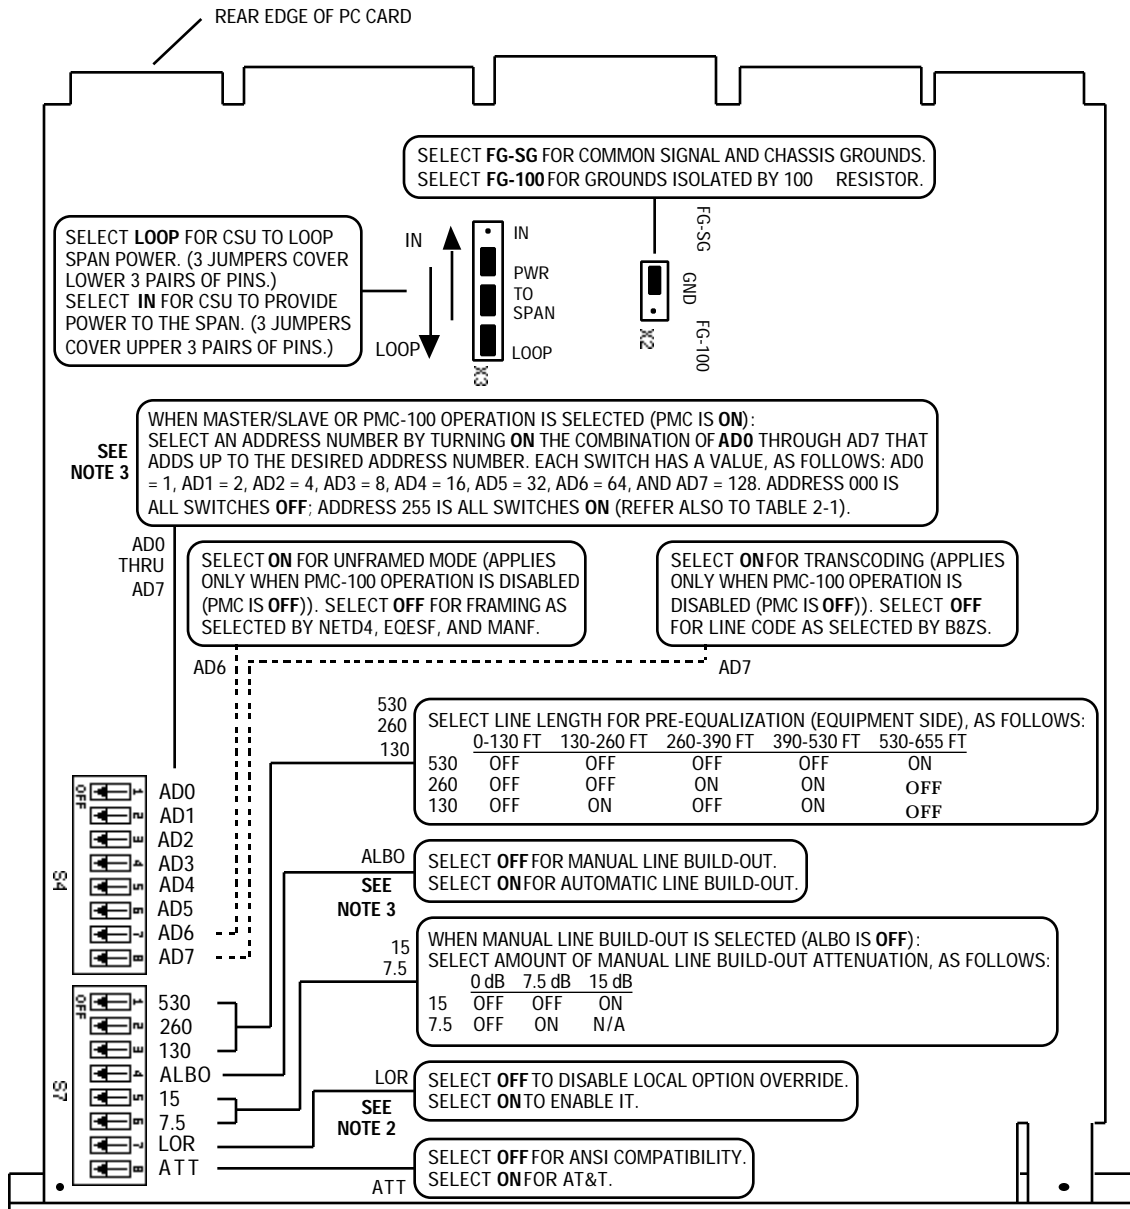 REAR EDGE OF PC CARD
SELECT FG-SG FOR COMMON SIGNAL AND CHASSIS GROUNDS.
SELECT FG-100 FOR GROUNDS ISOLATED BY 100 RESISTOR.
SELECT LOOP FOR CSU TO LOOP
SPAN POWER. (3 JUMPERS COVER
LOWER 3 PAIRS OF PINS.)
SELECT IN FOR CSU TO PROVIDE
POWER TO THE SPAN. (3 JUMPERS
COVER UPPER 3 PAIRS OF PINS.)
IN
LOOP
IN
PWR
TO
SPAN
LOOP
X3
FG-SG
GND
FG-100
X2
SEE
NOTE 3
WHEN MASTER/SLAVE OR PMC-100 OPERATION IS SELECTED (PMC IS ON):
SELECT AN ADDRESS NUMBER BY TURNING ON THE COMBINATION OF AD0 THROUGH AD7 THAT
ADDS UP TO THE DESIRED ADDRESS NUMBER. EACH SWITCH HAS A VALUE, AS FOLLOWS: AD0
= 1, AD1 = 2, AD2 = 4, AD3 = 8, AD4 = 16, AD5 = 32, AD6 = 64, AND AD7 = 128. ADDRESS 000 IS
ALL SWITCHES OFF; ADDRESS 255 IS ALL SWITCHES ON (REFER ALSO TO TABLE 2-1).
AD0
THRU
AD7
SELECT ON FOR UNFRAMED MODE (APPLIES
ONLY WHEN PMC-100 OPERATION IS DISABLED
(PMC IS OFF)). SELECT OFF FOR FRAMING AS
SELECTED BY NETD4, EQESF, AND MANF.
AD6
SELECT ON FOR TRANSCODING (APPLIES
ONLY WHEN PMC-100 OPERATION IS
DISABLED (PMC IS OFF)). SELECT OFF
FOR LINE CODE AS SELECTED BY B8ZS.
AD7
530
260
130
SELECT LINE LENGTH FOR PRE-EQUALIZATION (EQUIPMENT SIDE), AS FOLLOWS:
0-130 FT 130-260 FT 260-390 FT 390-530 FT 530-655 FT
530 OFF OFF OFF OFF ON
260 OFF OFF ON ON OFF
130 OFF ON OFF ON OFF
ALBO
SEE
NOTE 3
SELECT OFF FOR MANUAL LINE BUILD-OUT.
SELECT ON FOR AUTOMATIC LINE BUILD-OUT.
15
7.5
WHEN MANUAL LINE BUILD-OUT IS SELECTED (ALBO IS OFF):
SELECT AMOUNT OF MANUAL LINE BUILD-OUT ATTENUATION, AS FOLLOWS:
0 dB 7.5 dB 15 dB
15 OFF OFF ON
7.5 OFF ON N/A
LOR
SEE
NOTE 2
SELECT OFF TO DISABLE LOCAL OPTION OVERRIDE.
SELECT ON TO ENABLE IT.
ATT
SELECT OFF FOR ANSI COMPATIBILITY.
SELECT ON FOR AT&T.
S4
OFF
1 AD0
2 AD1
3 AD2
4 AD3
5 AD4
6 AD5
7 AD6
8 AD7
S7
OFF
1 530
2 260
3 130
4 ALBO
5 15
6 7.5
7 LOR
8 ATT